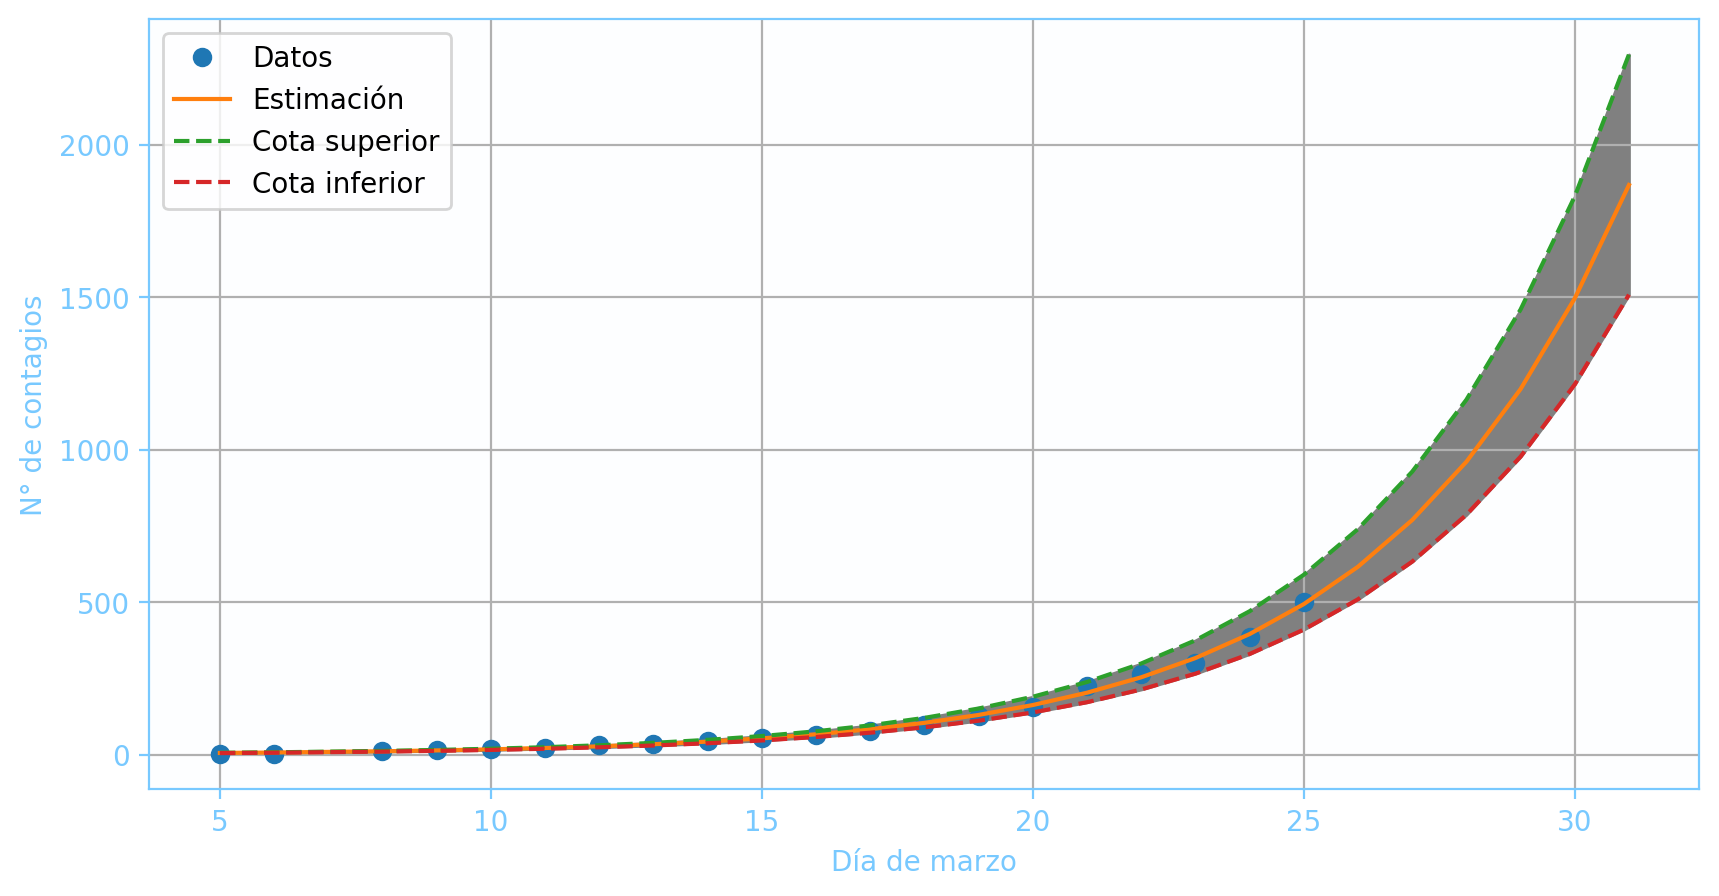 Datos
Estimación
Cota superior
Cota inferior
2000
1500
1000
500
0
N° de contagios
5 10 15 20 25 30
Día de marzo